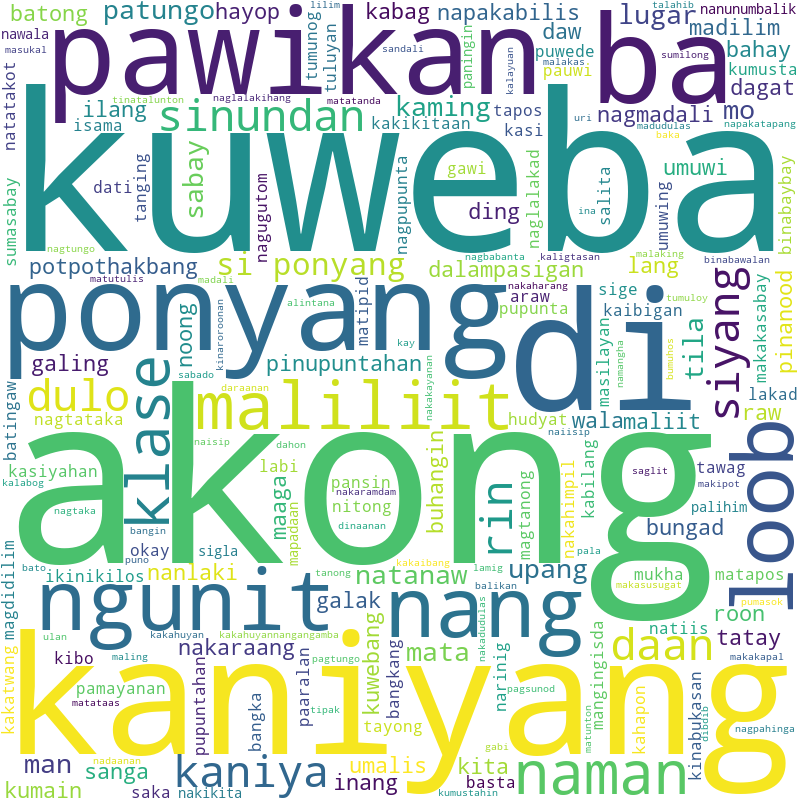 batong
patungo
hayop
kabag
napakabilis
lugar
talahib
nanunumbalik
nawala
masukal
lilim
sandali
daw
madilim
puwede
malakas
sumilong
bahay
pawikan
ba
tumunog
tuluyan
paningin
pauwi
kalayuan
kumusta
natatakot
tinatalunton
naglalakihang
matatanda
dagat
ilang
sinundan
kaming
tapos
nagmadali
mo
isama
kakikitaan
kasi
uri
madudulas
napakatapang
kuweba
dati
tanging
sabay
nagugutom
nagpupunta
gawi
ding
naglalakad
salita
ina
baka
umuwi
umuwing
binabaybay
sumasabay
nagtungo
nagbabanta
kaligtasan
malaking
binabawalan
potpothakbang
si
ponyang
dalampasigan
lang
matutulis
madali
kinaroroonan
alintana
matipid
nakaharang
araw
pupunta
sige
kaibigan
masilayan
tumuloy
namangha
siyang
tila
makakasabay
pinanood
ponyang
di
galing
klase
noong
pinupuntahan
kay
batingaw
dulo
sabado
daraanan
maliliit
nakakayanan
bumuhos
hudyat
walamaliit
raw
lakad
nagtataka
naisip
dahon
naiisip
kasiyahan
kalabog
labi
pansin
buhangin
rin
magtanong
nakahimpil
kabilang
saglit
makipot
tawag
loob
akong
nagtaka
bangin
maaga
mapadaan
nakaramdam
nitong
dinaanan
palihim
bungad
okay
sigla
kakaibang
pala
bato
puno
ikinikilos
nanlaki
tanong
natanaw
lamig
balikan
upang
makasusugat
mukha
matapos
pumasok
magdidilim
ulan
kakahuyan
kakahuyannangangamba
galak
ngunit
nang
nakadudulas
roon
natiis
daan
tatay
kakatwang
kibo
maling
nakaraang
pagtungo
mata
kuwebang
bangkang
narinig
mangingisda
makakapal
pamayanan
matataas
pupuntahan
bangka
paaralan
tipak
tayong
pagsunod
matunton
kahapon
dibdib
kinabukasan
nagpahinga
kaniyang
man
nadaanan
kaniya
umalis
kita
gabi
naman
kumain
sanga
saka
nakikita
inang
kumustahin
basta